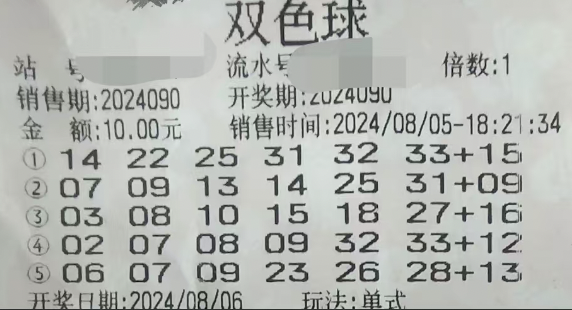 双色球
站 号 流水号 倍数:1
销售期:2024090 开奖期:2024090
金 额:10.00元 销售时间:2024/08/05-18:21:34
① 14 22 25 31 32 33+15
② 07 09 13 14 25 31+09
③ 03 08 10 15 18 27+16
④ 02 07 08 09 32 33+12
⑤ 06 07 09 23 26 28+13
开奖日期:2024/08/06 玩法:单式